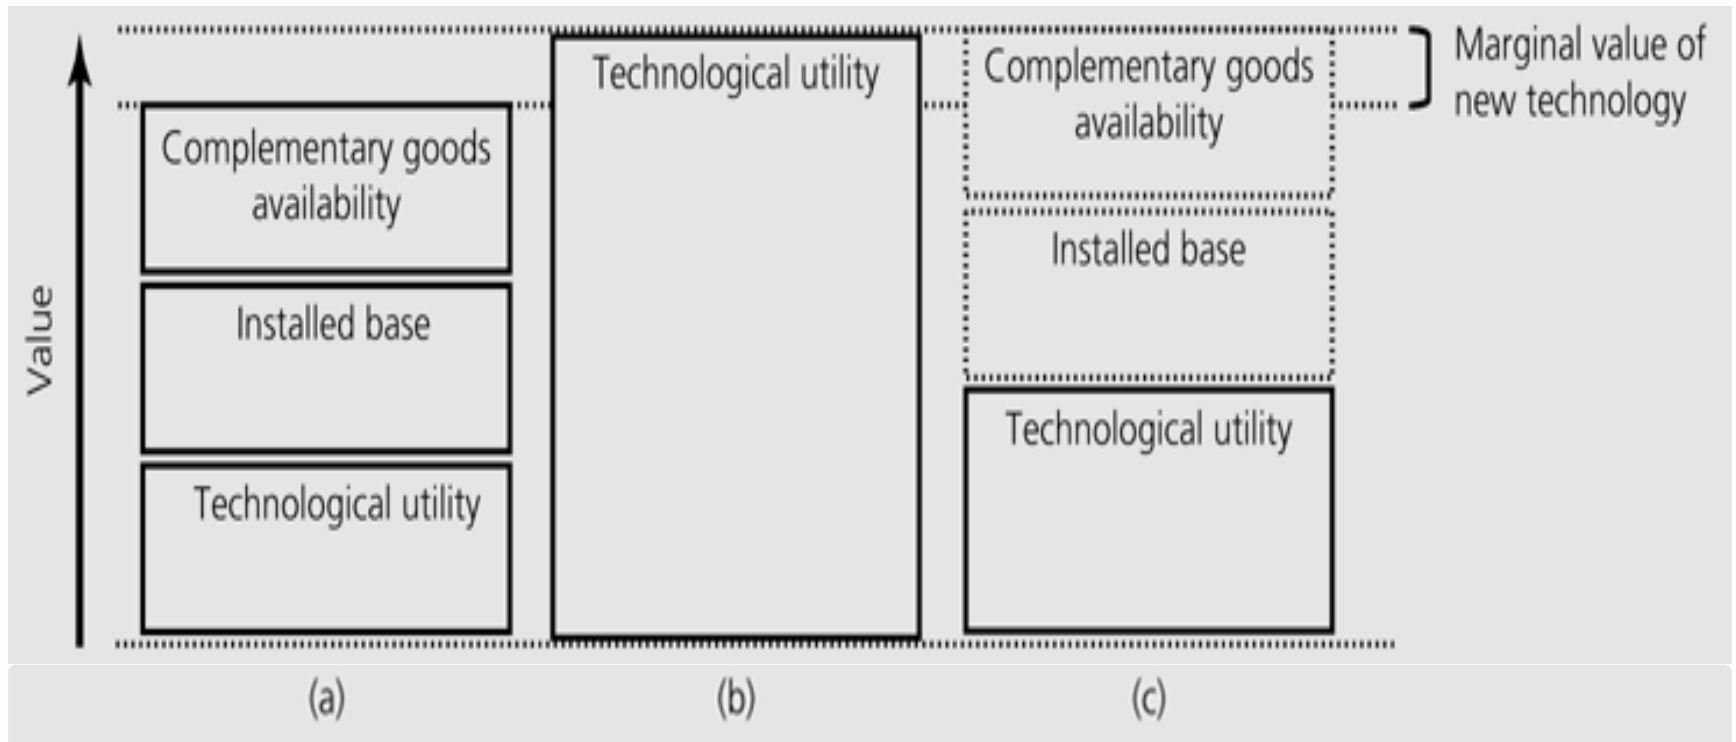 Value
Complementary goods
availability
Installed base
Technological utility
(a)
Technological utility
(b)
Complementary goods
availability
Installed base
Technological utility
(c)
Marginal value of
new technology